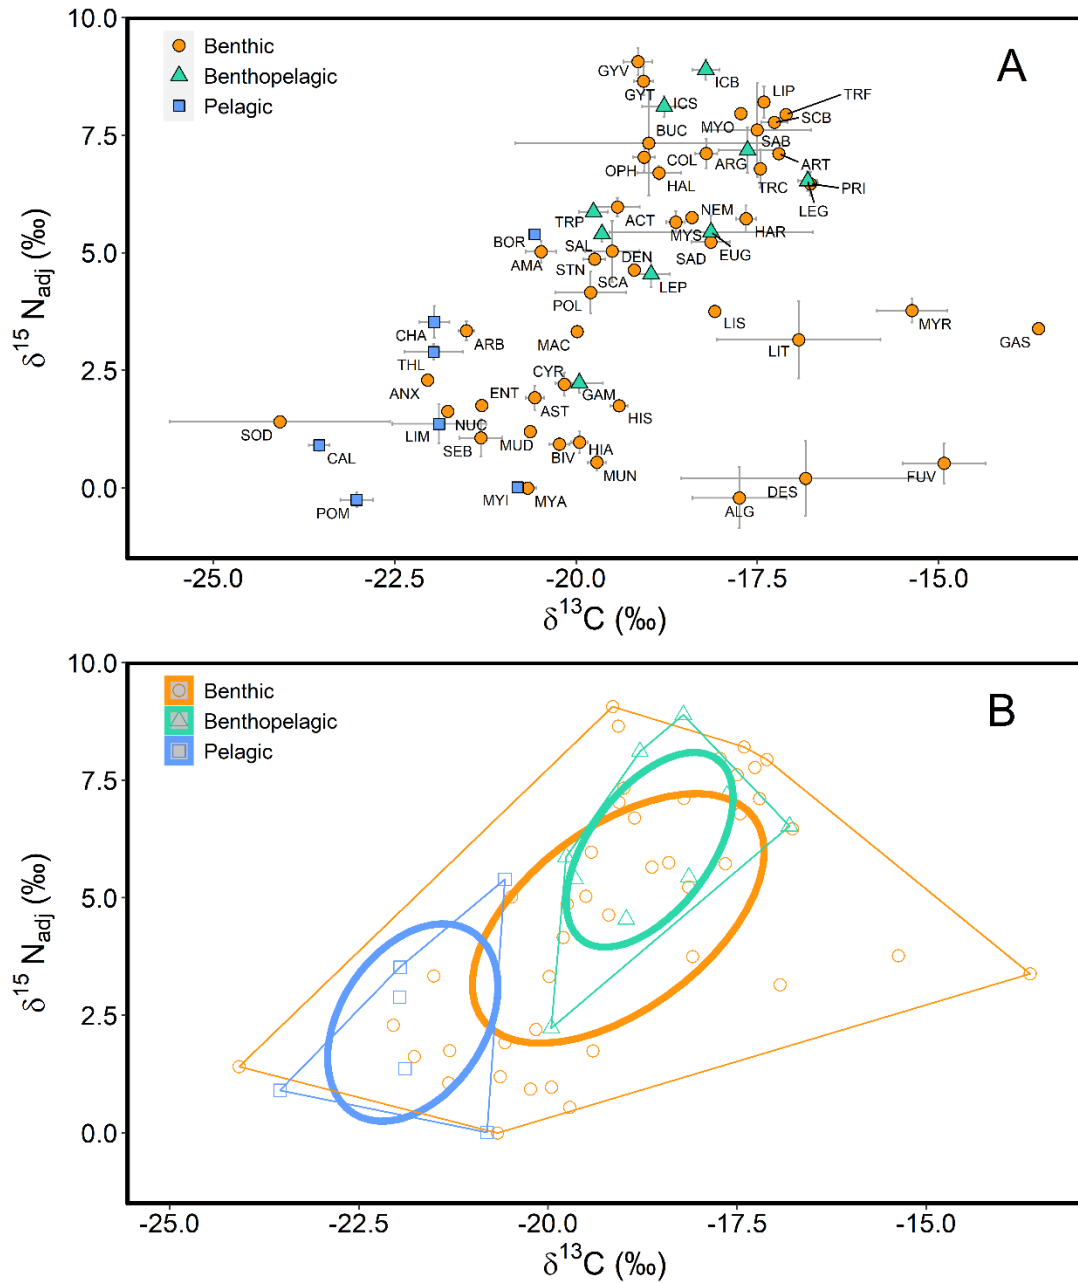 10.0
7.5
5.0
2.5
0.0
δ¹⁵ N_adj (‰)
Benthic
Benthopelagic
Pelagic
A
GYV
GYT
ICB
ICS
LIP
TRF
SCB
MYO
SAB
BUC
COL
ARG
ART
OPH
HAL
TRC
PRI
LEG
TRP
ACT
NEM
HAR
BOR
MYS
AMA
SAL
DEN
SAD
EUG
STN
SCA
LEP
POL
CHA
ARB
MAC
LIS
LIT
MYR
GAS
THL
ANX
CYR
GAM
ENT
AST
HIS
SOD
LIM
NUC
SEB
MUD
BIV
HIA
MUN
CAL
POM
MYI
MYA
ALG
DES
FUV
-25.0 -22.5 -20.0 -17.5 -15.0
δ¹³C (‰)
10.0
7.5
5.0
2.5
0.0
δ¹⁵ N_adj (‰)
Benthic
Benthopelagic
Pelagic
B
-25.0 -22.5 -20.0 -17.5 -15.0
δ¹³C (‰)